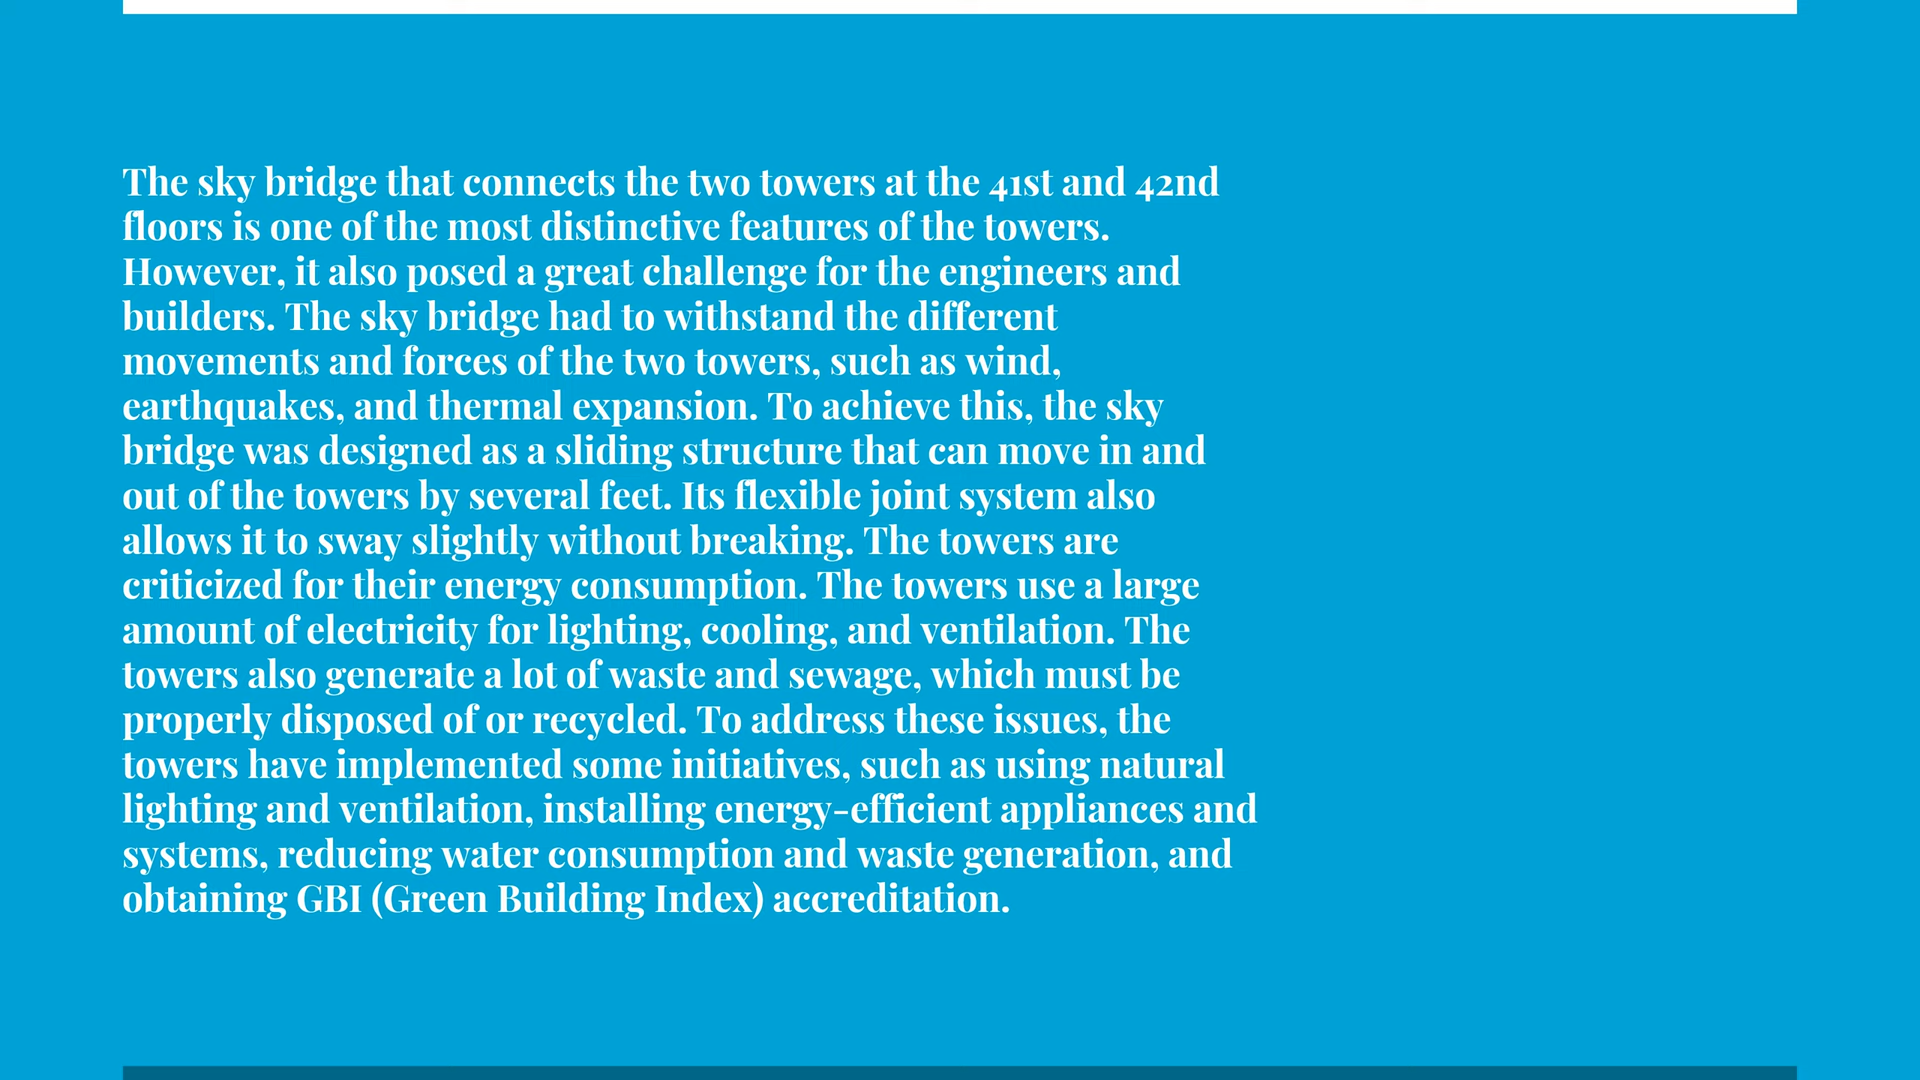 The sky bridge that connects the two towers at the 41st and 42nd
floors is one of the most distinctive features of the towers.
However, it also posed a great challenge for the engineers and
builders. The sky bridge had to withstand the different
movements and forces of the two towers, such as wind,
earthquakes, and thermal expansion. To achieve this, the sky
bridge was designed as a sliding structure that can move in and
out of the towers by several feet. Its flexible joint system also
allows it to sway slightly without breaking. The towers are
criticized for their energy consumption. The towers use a large
amount of electricity for lighting, cooling, and ventilation. The
towers also generate a lot of waste and sewage, which must be
properly disposed of or recycled. To address these issues, the
towers have implemented some initiatives, such as using natural
lighting and ventilation, installing energy-efficient appliances and
systems, reducing water consumption and waste generation, and
obtaining GBI (Green Building Index) accreditation.